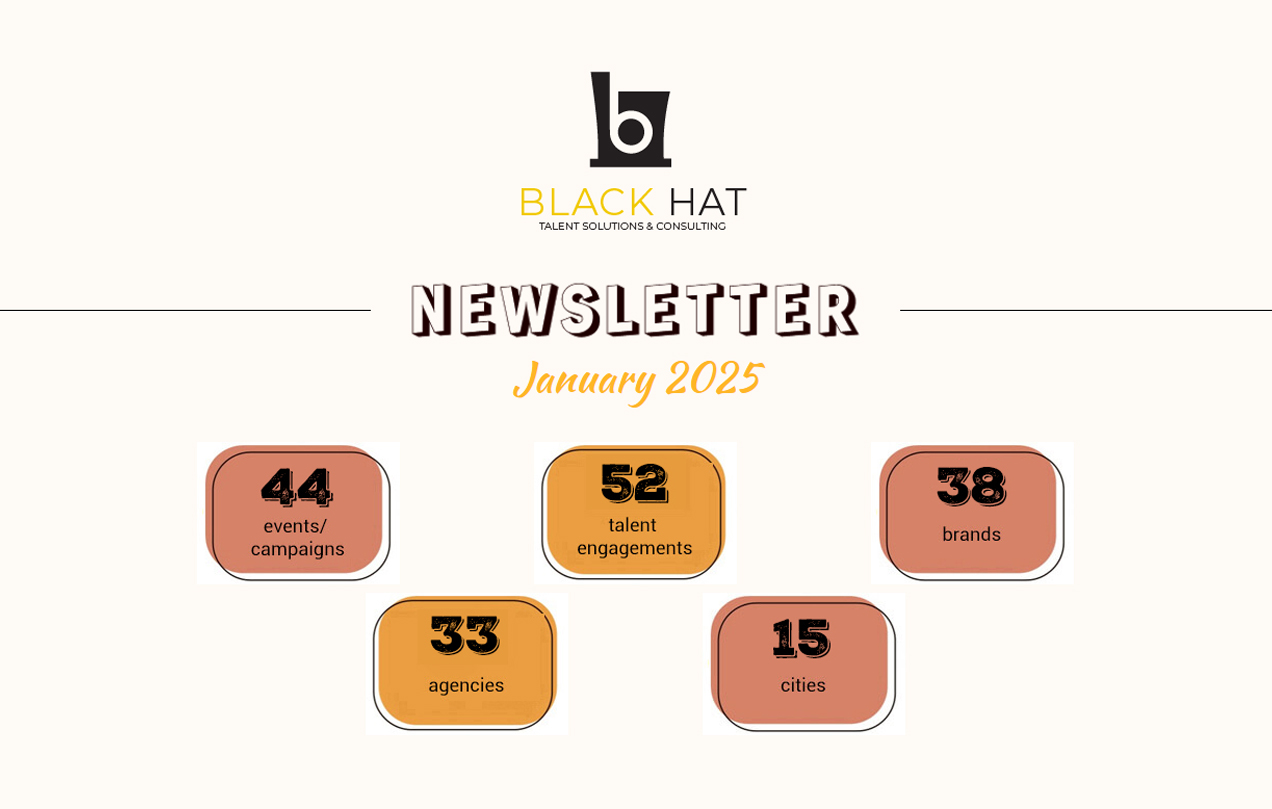 b
BLACK HAT
TALENT SOLUTIONS & CONSULTING
NEWSLETTER
January 2025
44
events/
campaigns
52
talent
engagements
38
brands
33
agencies
15
cities